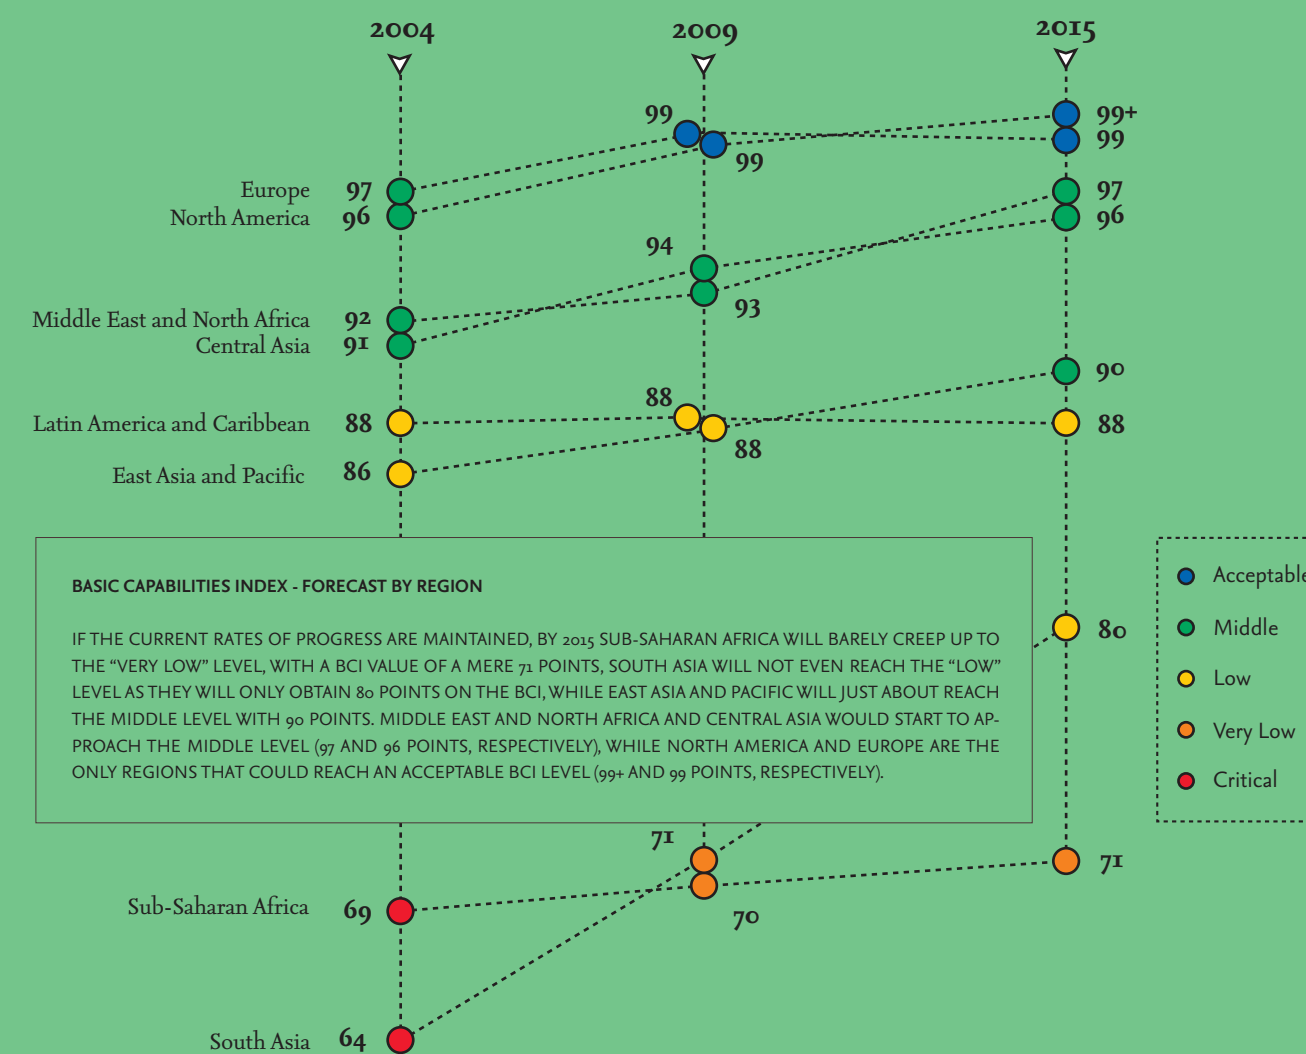 2004 2009 2015
99 99+
99 99
Europe 97 97
North America 96 96
94
93
Middle East and North Africa 92
Central Asia 91
90
88
Latin America and Caribbean 88 88
88
East Asia and Pacific 86
BASIC CAPABILITIES INDEX - FORECAST BY REGION
IF THE CURRENT RATES OF PROGRESS ARE MAINTAINED, BY 2015 SUB-SAHARAN AFRICA WILL BARELY CREEP UP TO
THE “VERY LOW” LEVEL, WITH A BCI VALUE OF A MERE 71 POINTS, SOUTH ASIA WILL NOT EVEN REACH THE “LOW”
LEVEL AS THEY WILL ONLY OBTAIN 80 POINTS ON THE BCI, WHILE EAST ASIA AND PACIFIC WILL JUST ABOUT REACH
THE MIDDLE LEVEL WITH 90 POINTS. MIDDLE EAST AND NORTH AFRICA AND CENTRAL ASIA WOULD START TO AP-
PROACH THE MIDDLE LEVEL (97 AND 96 POINTS, RESPECTIVELY), WHILE NORTH AMERICA AND EUROPE ARE THE
ONLY REGIONS THAT COULD REACH AN ACCEPTABLE BCI LEVEL (99+ AND 99 POINTS, RESPECTIVELY).
80
Acceptable
Middle
Low
Very Low
Critical
71
71
Sub-Saharan Africa 69
70
South Asia 64